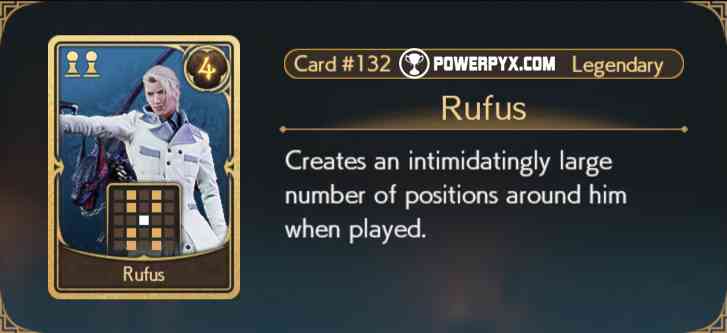 4
Rufus
Card #132 POWERPYX.COM Legendary
Rufus
Creates an intimidatingly large
number of positions around him
when played.